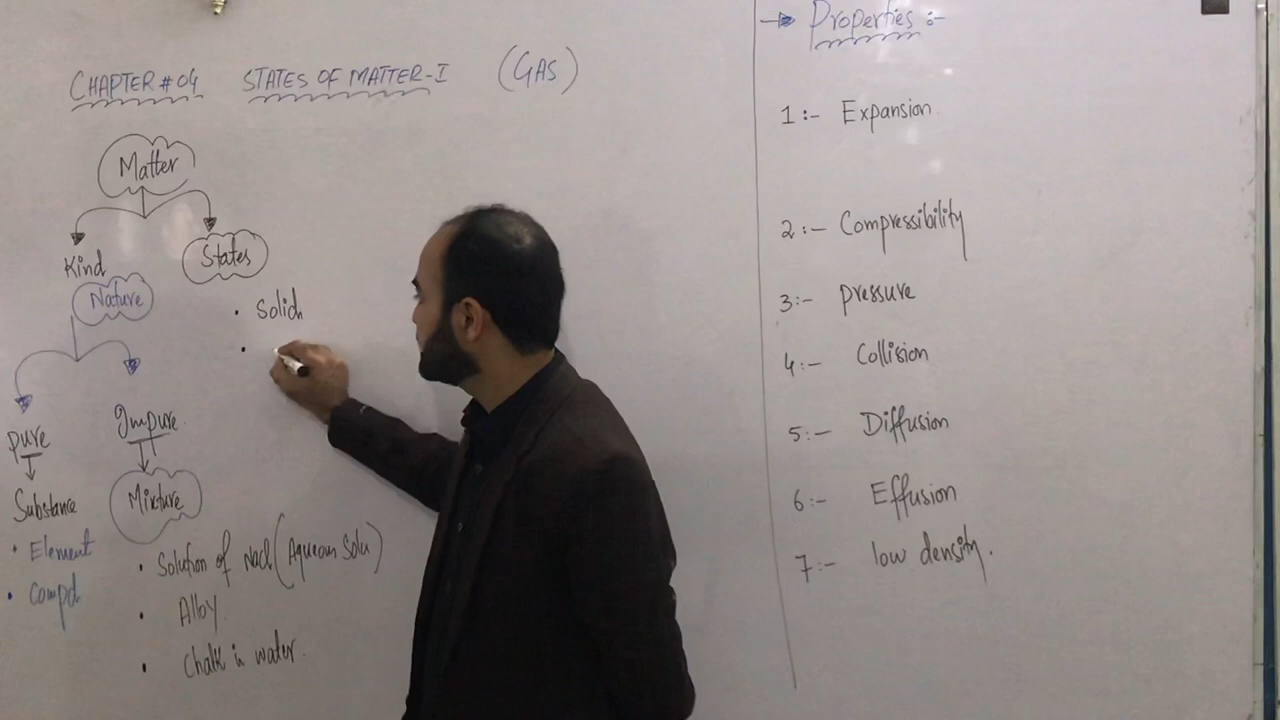 CHAPTER # 04 STATES OF MATTER-I (GAS)
Matter
Kind
States
Nature
• Solid
•
pure
Impure.
Substance
Mixture
• Element
• Compd
• Solution of NaCl (Aqueous Solu)
• Alloy.
• Chalk in water.
→ Properties :-
1:- Expansion.
2:- Compressibility
3:- pressure
4:- Collision
5:- Diffusion
6:- Effusion
7:- low density.